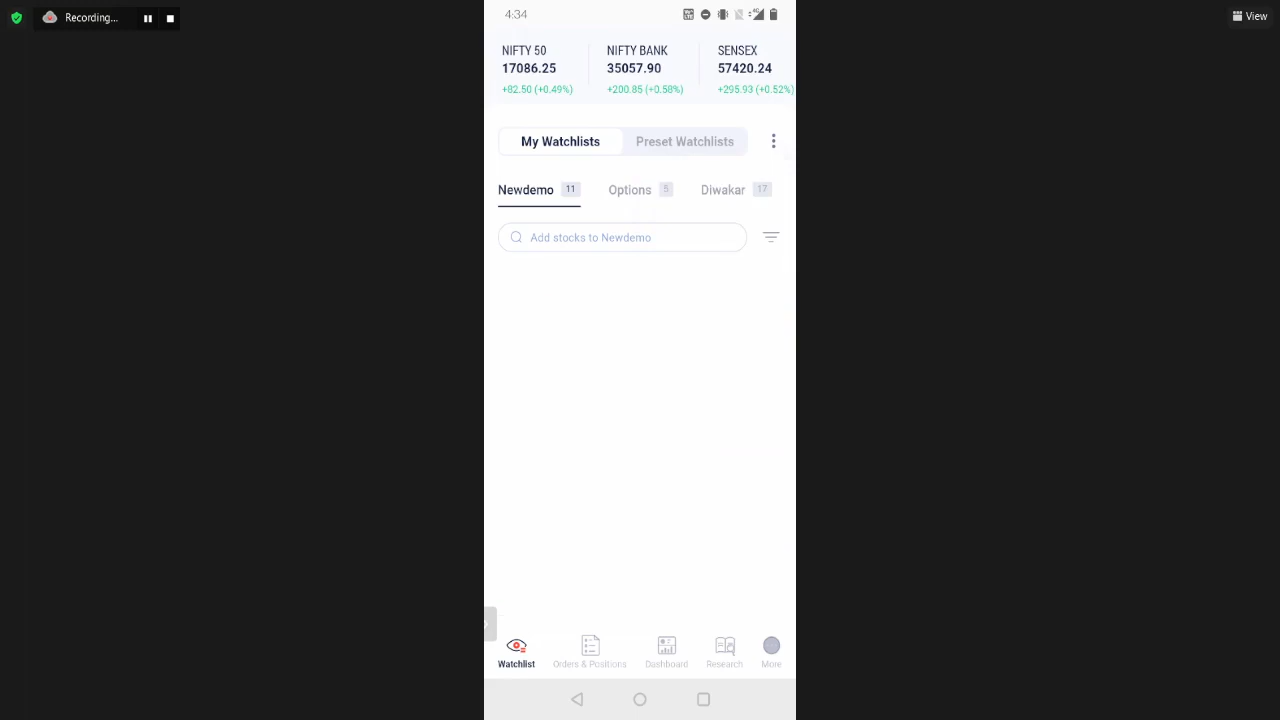 Recording...
View
4:34
NIFTY 50 NIFTY BANK SENSEX
17086.25 35057.90 57420.24
+82.50 (+0.49%) +200.85 (+0.58%) +295.93 (+0.52%)
My Watchlists Preset Watchlists
Newdemo 11 Options 5 Diwakar 17
Add stocks to Newdemo
Watchlist Orders & Positions Dashboard Research More